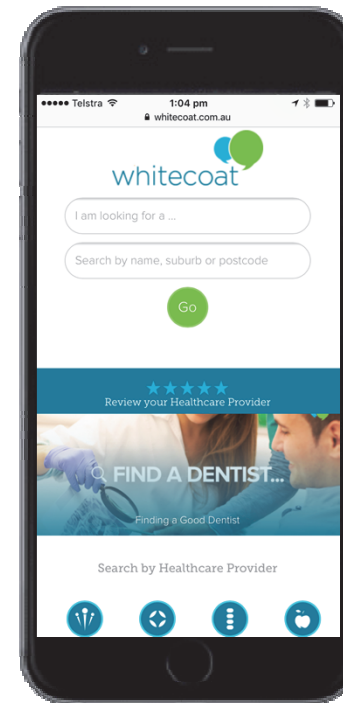 Telstra 1:04 pm
whitecoat.com.au
whitecoat
I am looking for a ...
Search by name, suburb or postcode
Go
Review your Healthcare Provider
FIND A DENTIST...
Finding a Good Dentist
Search by Healthcare Provider